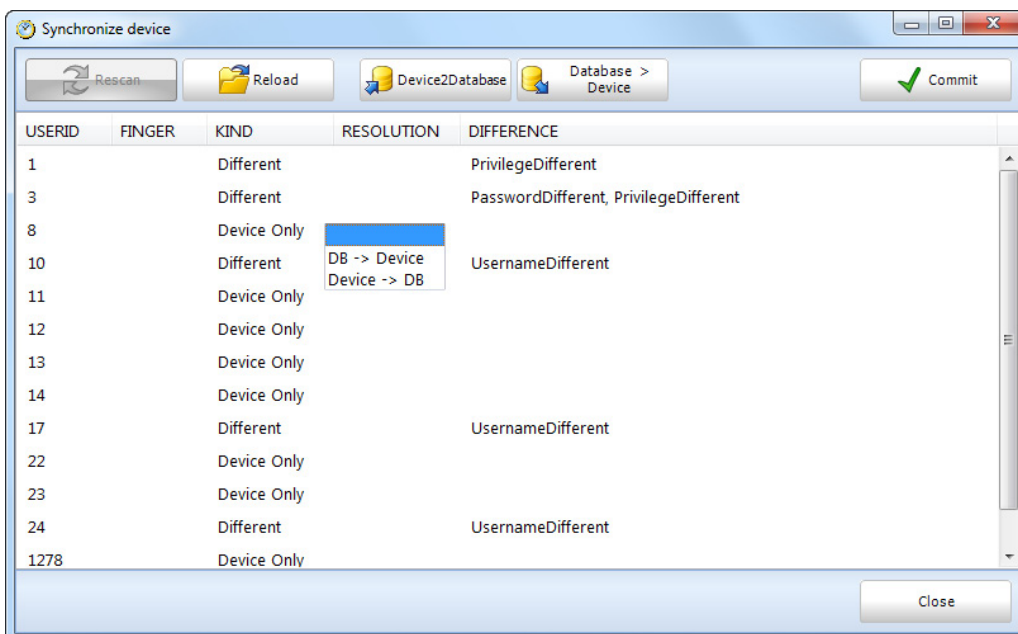 Synchronize device
Rescan Reload Device2Database Database > Device Commit
USERID FINGER KIND RESOLUTION DIFFERENCE
1 Different PrivilegeDifferent
3 Different PasswordDifferent, PrivilegeDifferent
8 Device Only
10 Different DB -> Device UsernameDifferent
Device -> DB
11 Device Only
12 Device Only
13 Device Only
14 Device Only
17 Different UsernameDifferent
22 Device Only
23 Device Only
24 Different UsernameDifferent
1278 Device Only
Close